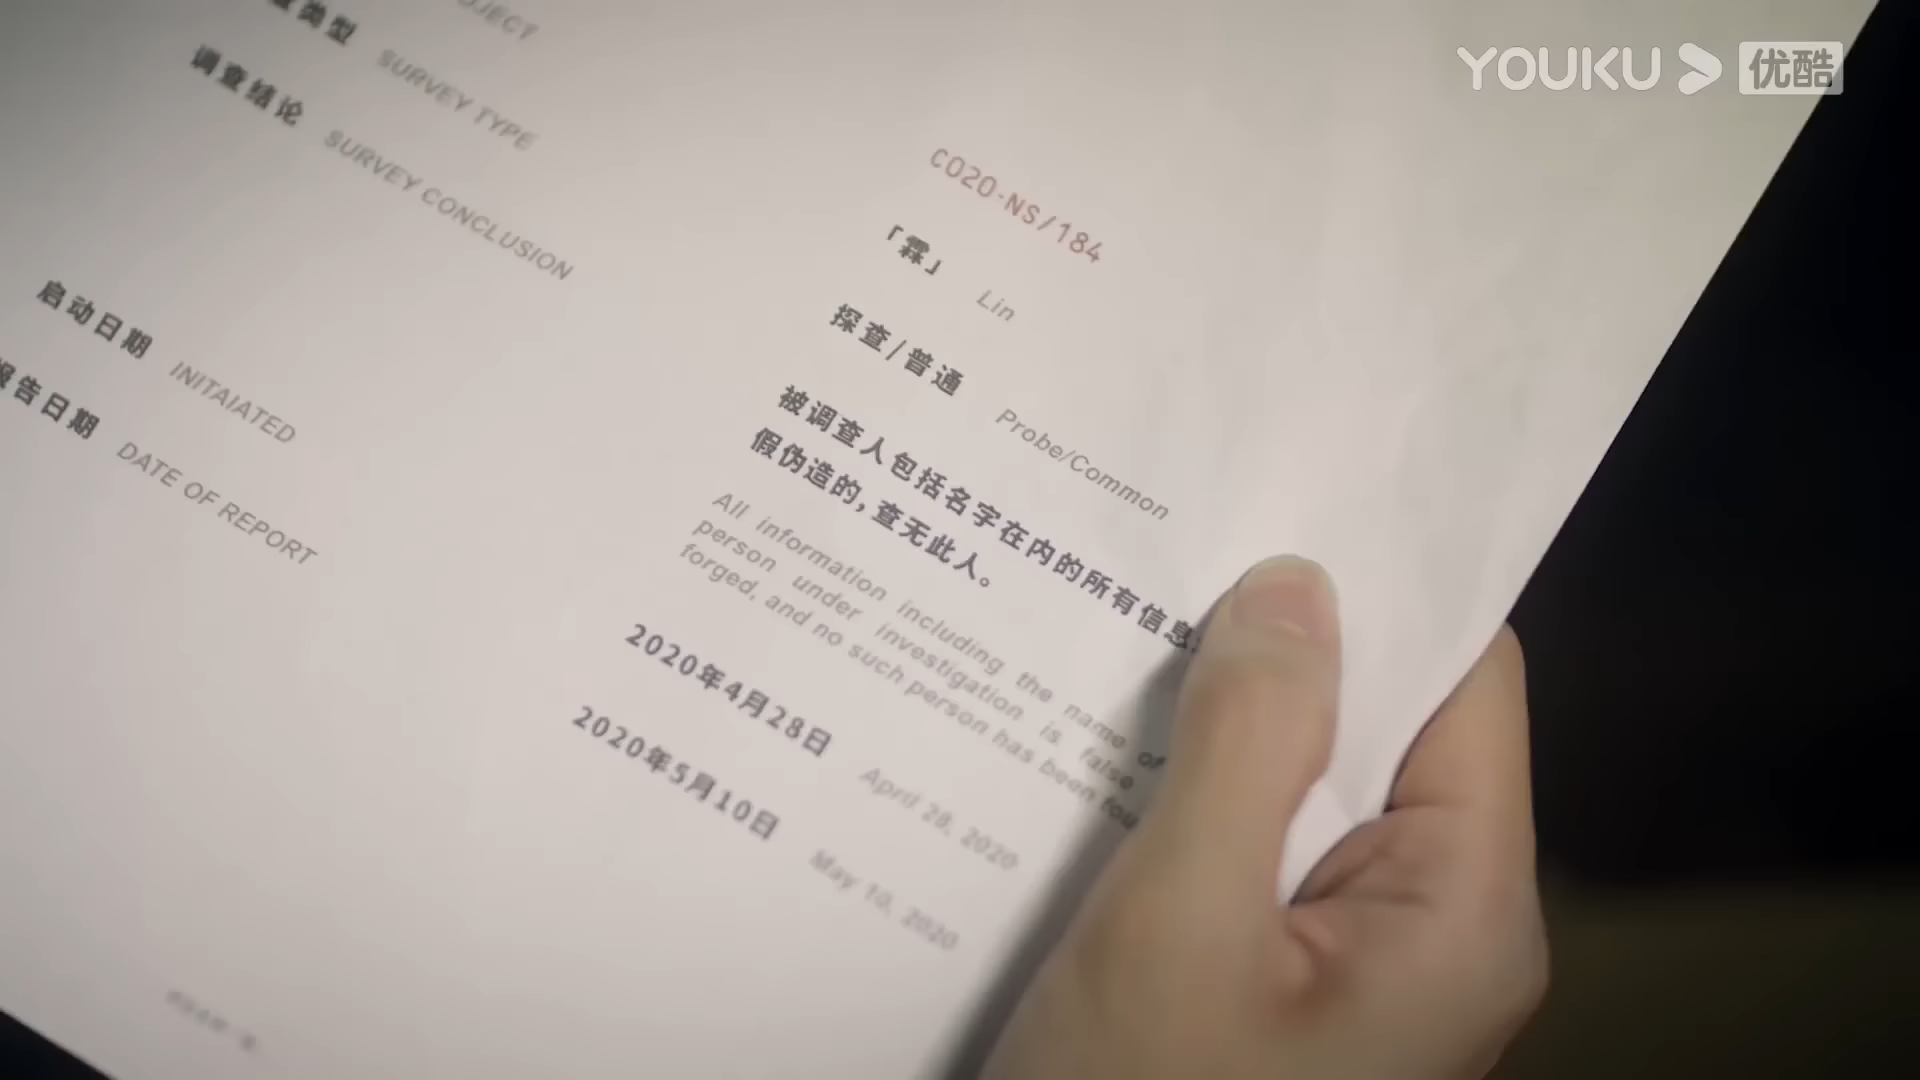 YOUKU 优酷
JECT
类型 SURVEY TYPE
调查结论 SURVEY CONCLUSION
启动日期 INITAIATED
报告日期 DATE OF REPORT
CO20-NS/184
「霖」 Lin
探查/普通 Probe/Common
被调查人包括名字在内的所有信息
假伪造的，查无此人。
All information including the name of
person under investigation is false
forged, and no such person has been fou
2020年4月28日 April 28, 2020
2020年5月10日 May 10, 2020